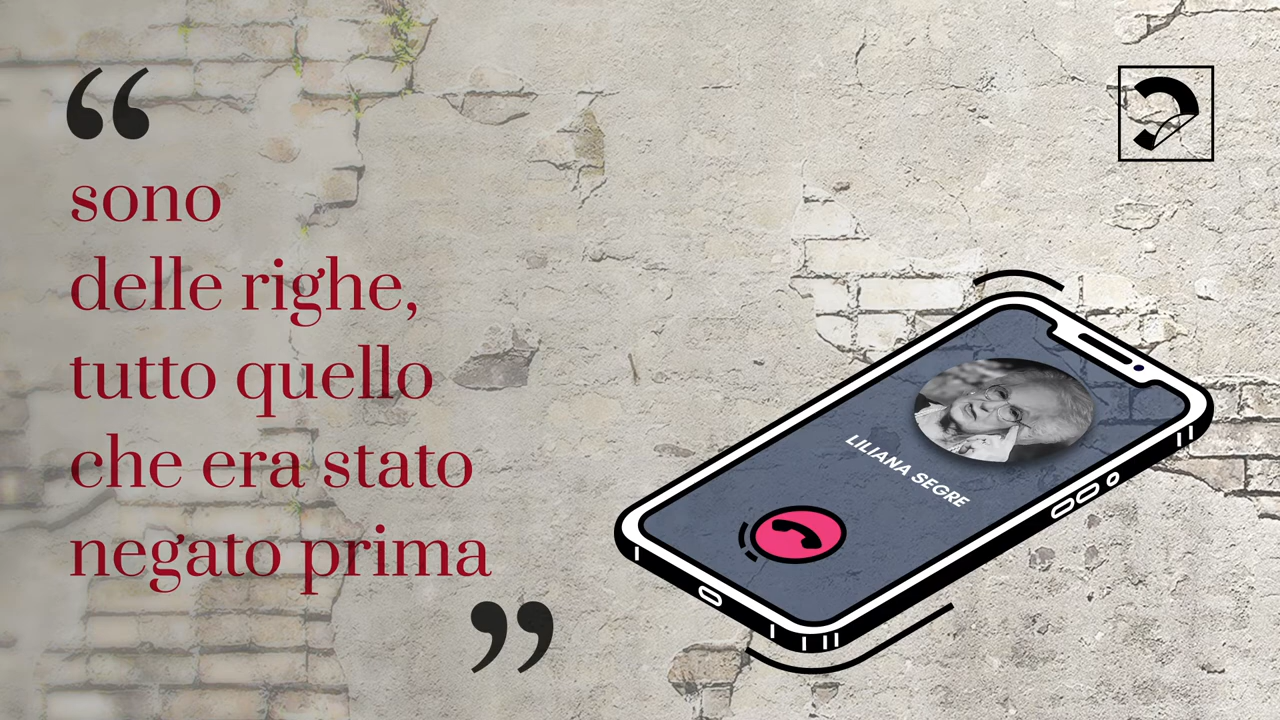 “
sono
delle righe,
tutto quello
che era stato
negato prima
”
LILIANA SEGRE